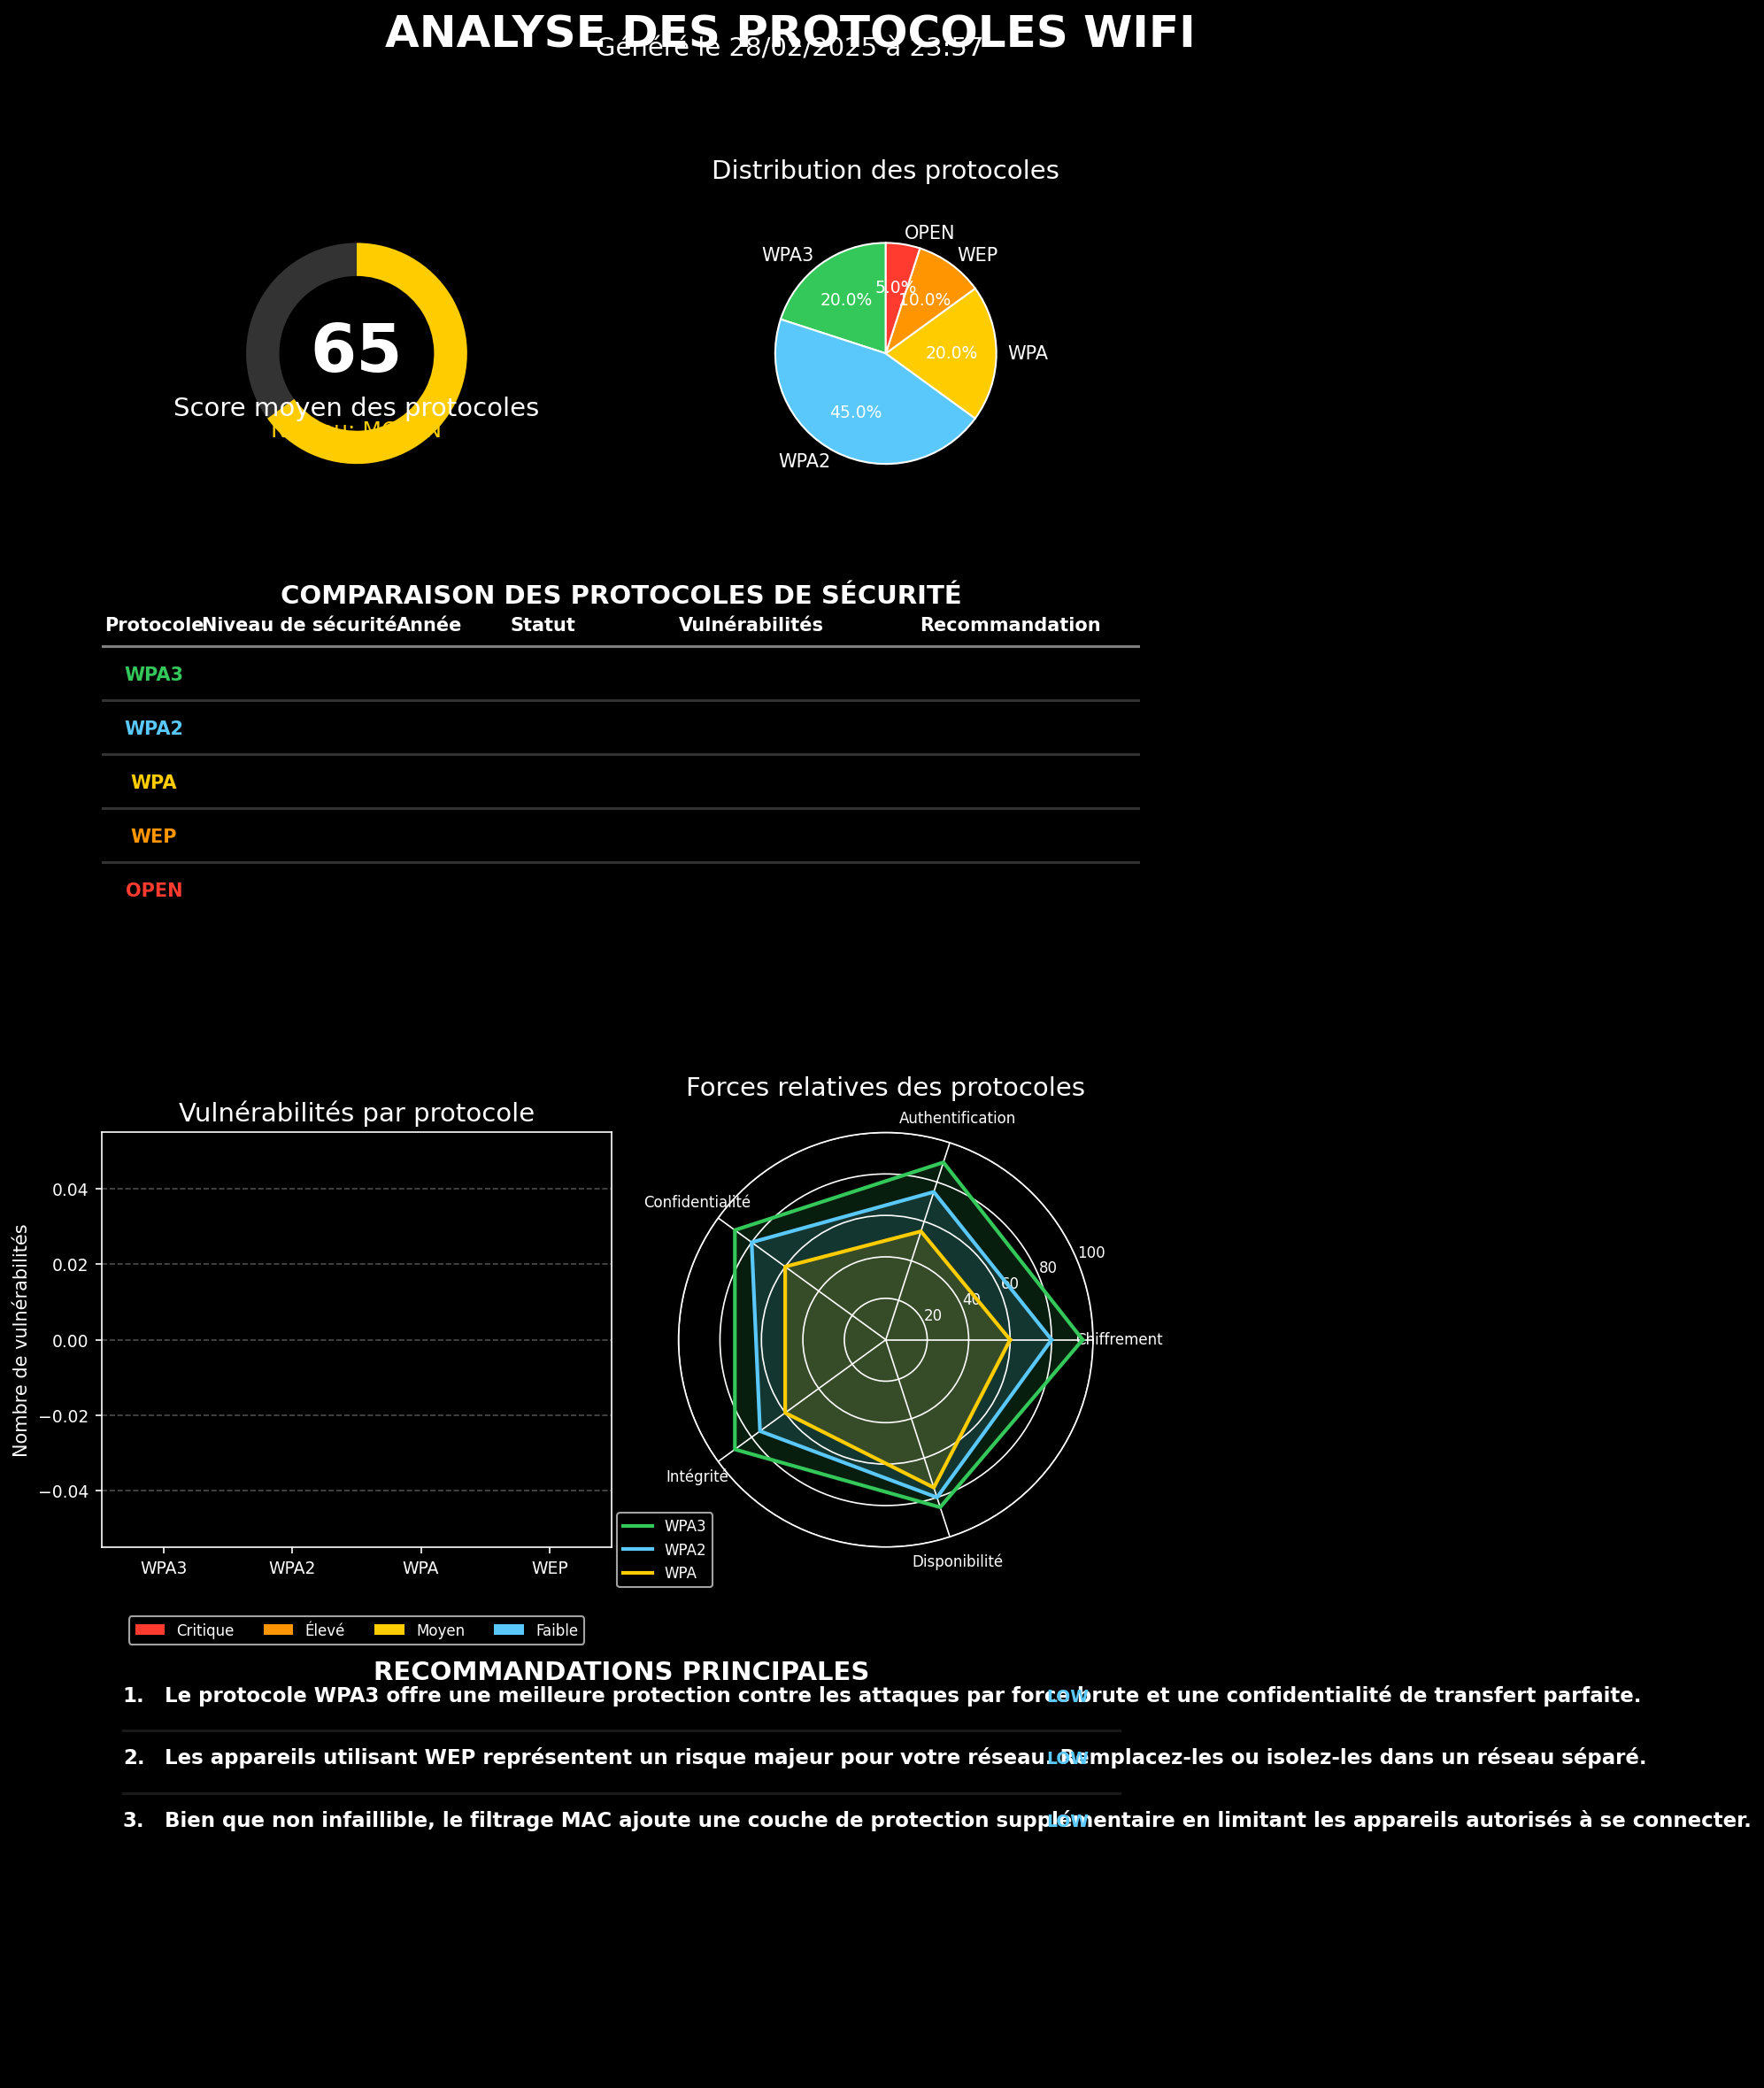 ANALYSE DES PROTOCOLES WIFI
Généré le 28/02/2025 à 23:57
Distribution des protocoles
OPEN
WPA3
WEP
5.0%
20.0%
10.0%
65
20.0%
WPA
Score moyen des protocoles
45.0%
WPA2
COMPARAISON DES PROTOCOLES DE SÉCURITÉ
Protocole Niveau de sécurité Année Statut Vulnérabilités Recommandation
WPA3
WPA2
WPA
WEP
OPEN
Vulnérabilités par protocole
Nombre de vulnérabilités
0.04
0.02
0.00
−0.02
−0.04
WPA3 WPA2 WPA WEP
Critique Élevé Moyen Faible
Forces relatives des protocoles
Authentification
Confidentialité
100
80
60
40
20
Chiffrement
Intégrité
Disponibilité
WPA3
WPA2
WPA
RECOMMANDATIONS PRINCIPALES
1. Le protocole WPA3 offre une meilleure protection contre les attaques par force brute et une confidentialité de transfert parfaite.
LOW
2. Les appareils utilisant WEP représentent un risque majeur pour votre réseau. Remplacez-les ou isolez-les dans un réseau séparé.
LOW
3. Bien que non infaillible, le filtrage MAC ajoute une couche de protection supplémentaire en limitant les appareils autorisés à se connecter.
LOW